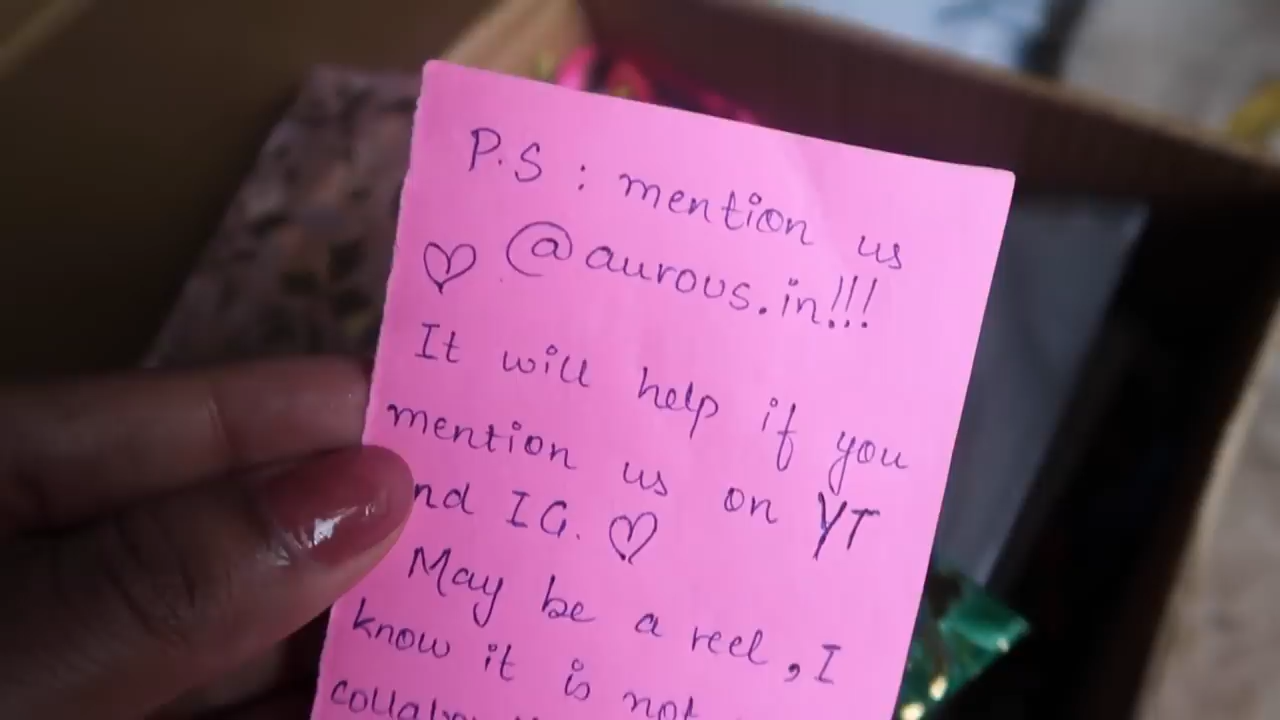 P.S : mention us
♡ @aurous.in!!!
It will help if you
mention us on YT
nd IG. ♡
May be a reel, I
know it is not